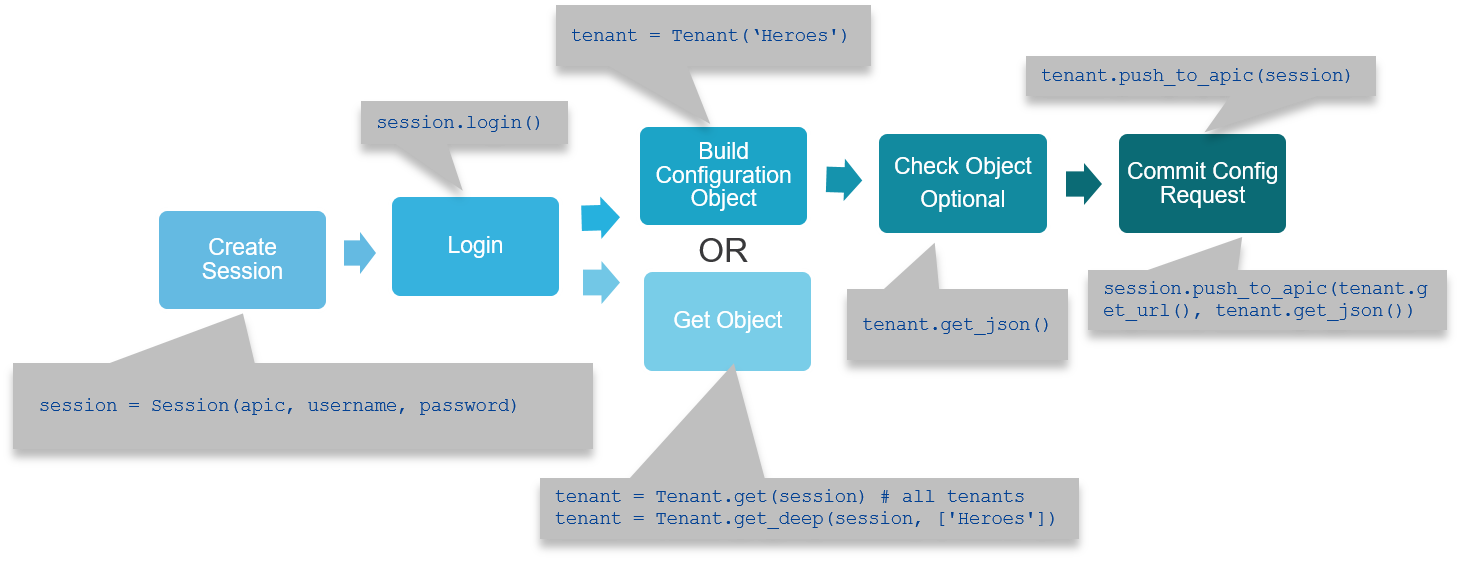 tenant = Tenant(‘Heroes')
tenant.push_to_apic(session)
session.login()
Build
Configuration
Object
Check Object
Optional
Commit Config
Request
Create
Session
Login
OR
Get Object
session.push_to_apic(tenant.g
et_url(), tenant.get_json())
tenant.get_json()
session = Session(apic, username, password)
tenant = Tenant.get(session) # all tenants
tenant = Tenant.get_deep(session, ['Heroes'])